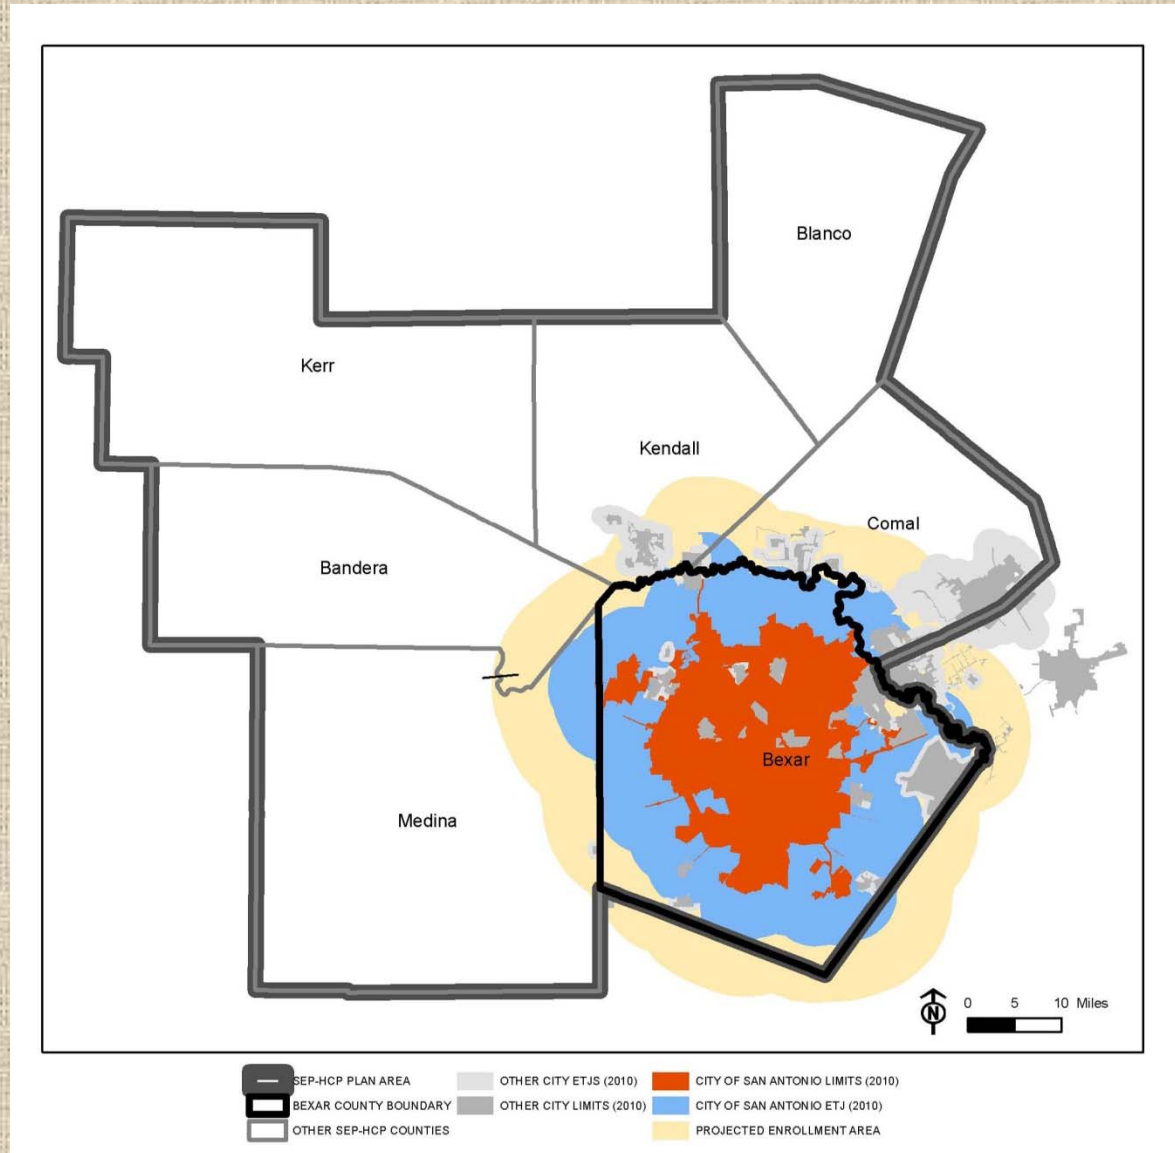 Blanco
Kerr
Kendall
Comal
Bandera
Bexar
Medina
N
0 5 10 Miles
SEP-HCP PLAN AREA
BEXAR COUNTY BOUNDARY
OTHER SEP-HCP COUNTIES
OTHER CITY ETJS (2010)
OTHER CITY LIMITS (2010)
CITY OF SAN ANTONIO LIMITS (2010)
CITY OF SAN ANTONIO ETJ (2010)
PROJECTED ENROLLMENT AREA